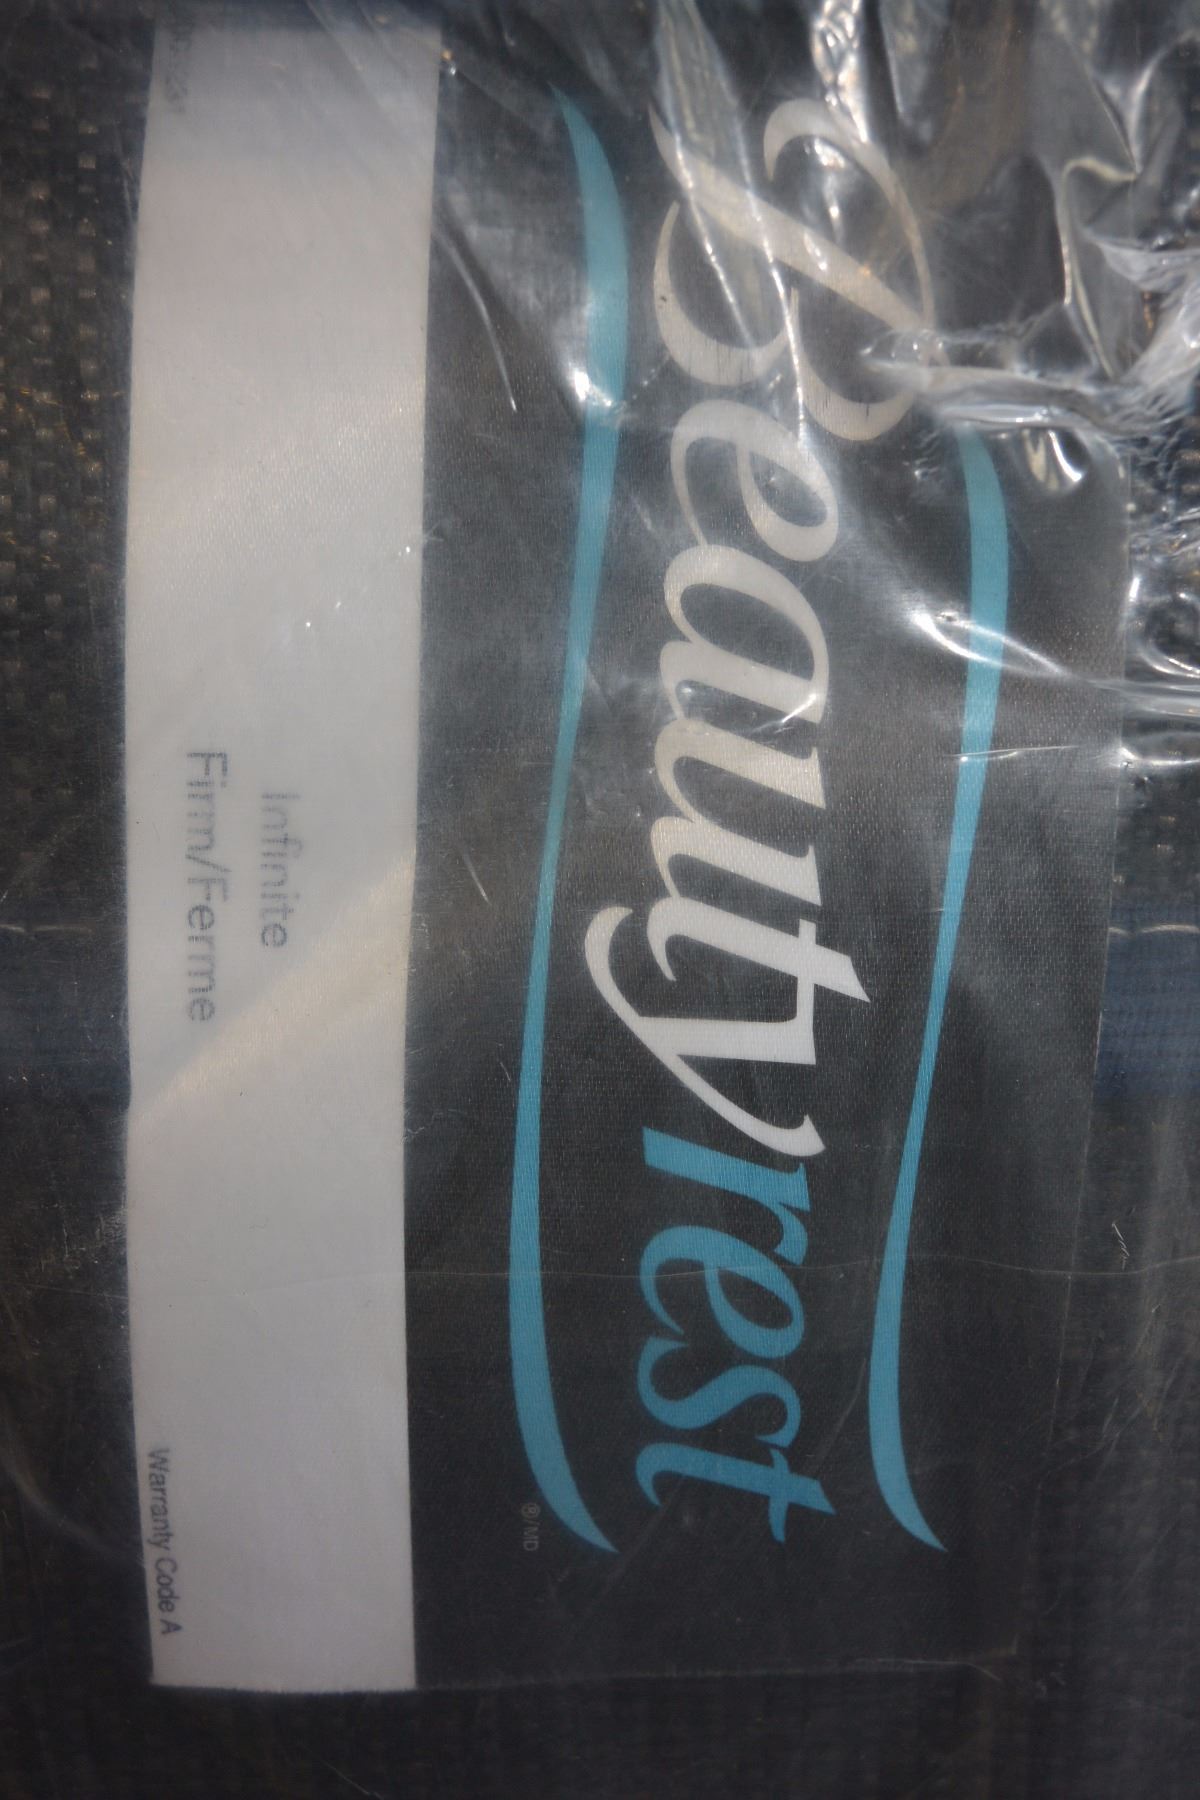 Beautyrest
®/MD
Infinite
Firm/Ferme
Warranty Code A